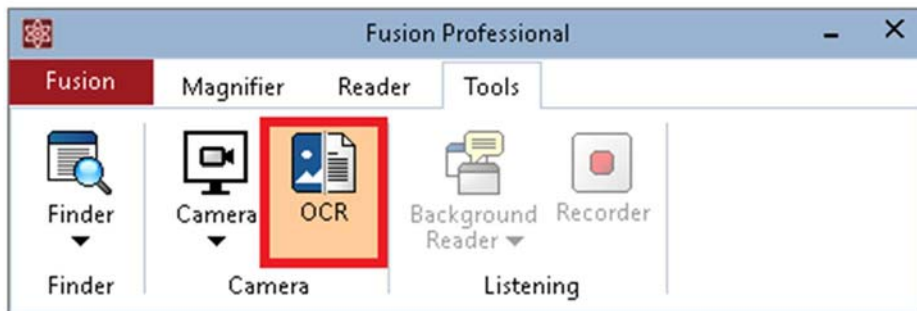 Fusion Professional
Fusion Magnifier Reader Tools
Finder Camera OCR Background Reader Recorder
Finder Camera Listening